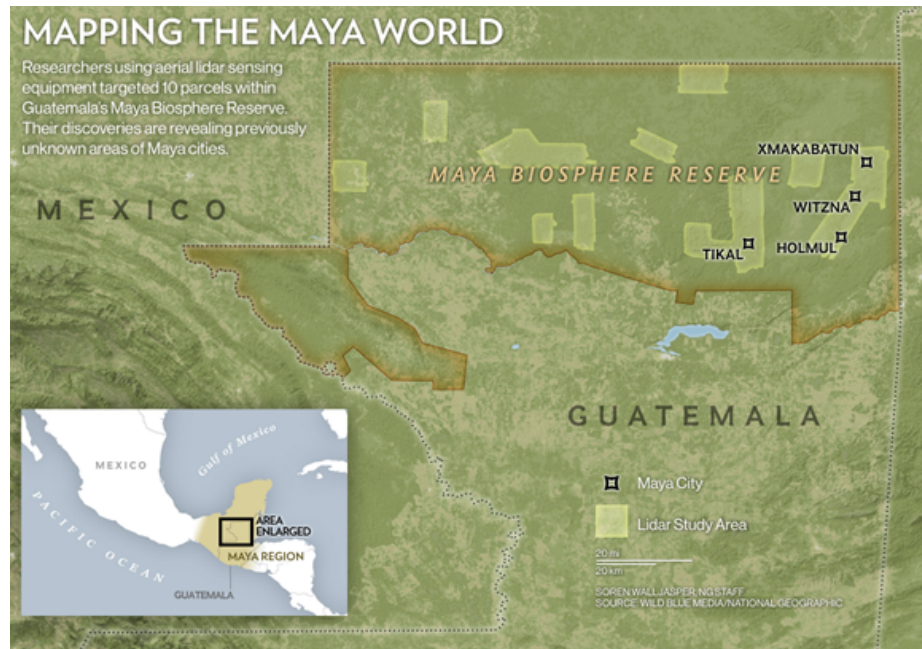 MAPPING THE MAYA WORLD
Researchers using aerial lidar sensing
equipment targeted 10 parcels within
Guatemala's Maya Biosphere Reserve.
Their discoveries are revealing previously
unknown areas of Maya cities.
MEXICO
MAYA BIOSPHERE RESERVE
XMAKABATUN
WITZNA
HOLMUL
TIKAL
GUATEMALA
Maya City
Lidar Study Area
20 mi
20 km
SOREN WALLJASPER, NG STAFF
SOURCE: WILD BLUE MEDIA/NATIONAL GEOGRAPHIC
MEXICO
Gulf of Mexico
PACIFIC OCEAN
AREA
ENLARGED
MAYA REGION
GUATEMALA